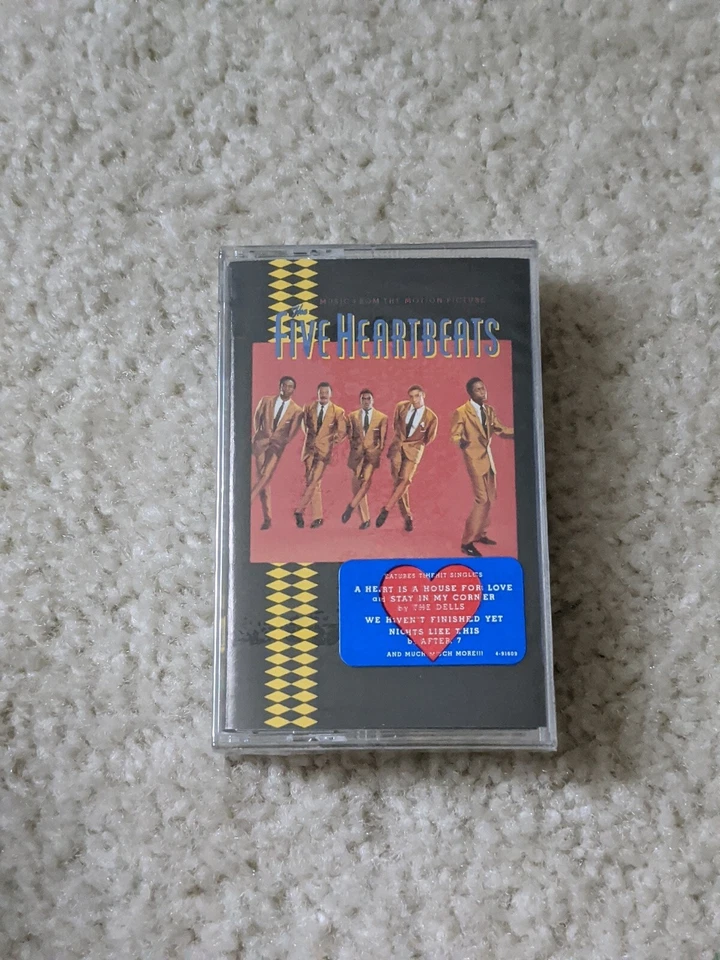 MUSIC FROM THE MOTION PICTURE
The
FIVE HEARTBEATS
FEATURES THE HIT SINGLES
A HEART IS A HOUSE FOR LOVE
and STAY IN MY CORNER
by THE DELLS
WE HAVEN'T FINISHED YET
NIGHTS LIKE THIS
by AFTER 7
AND MUCH MUCH MORE!!! 4-91609